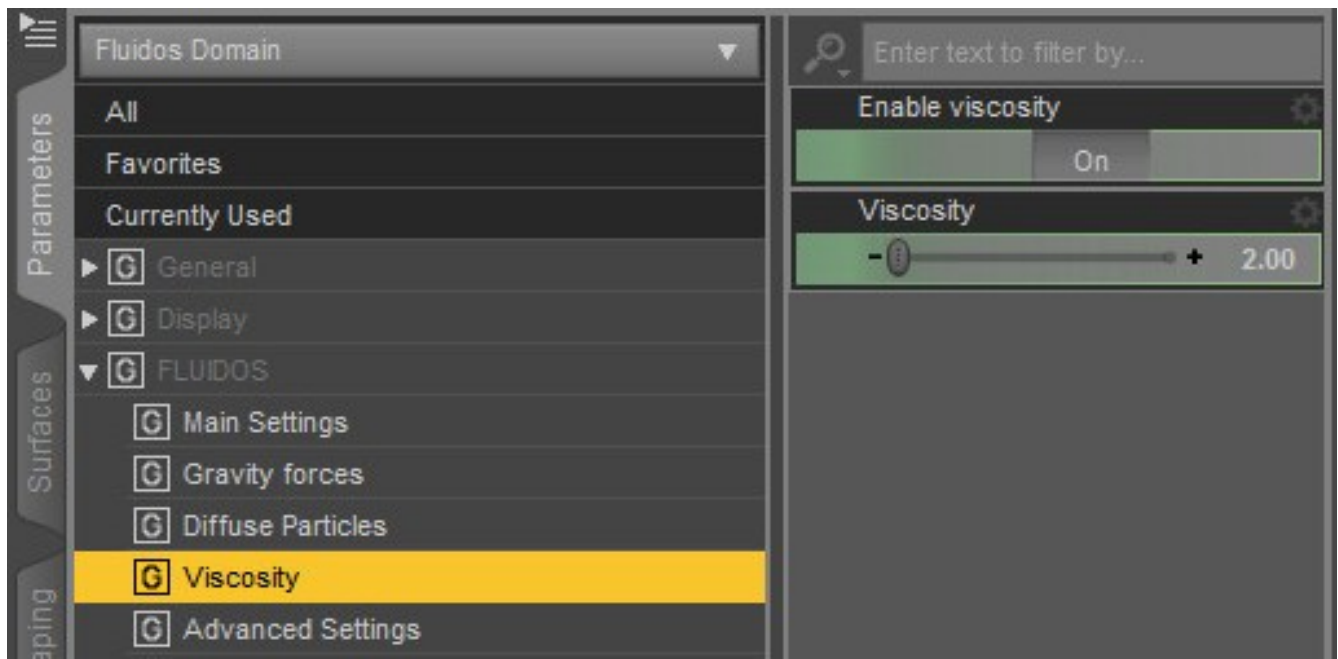 Parameters
Surfaces
aping
Fluidos Domain
All
Favorites
Currently Used
G General
G Display
G FLUIDOS
G Main Settings
G Gravity forces
G Diffuse Particles
G Viscosity
G Advanced Settings
Enter text to filter by...
Enable viscosity
On
Viscosity
- + 2.00